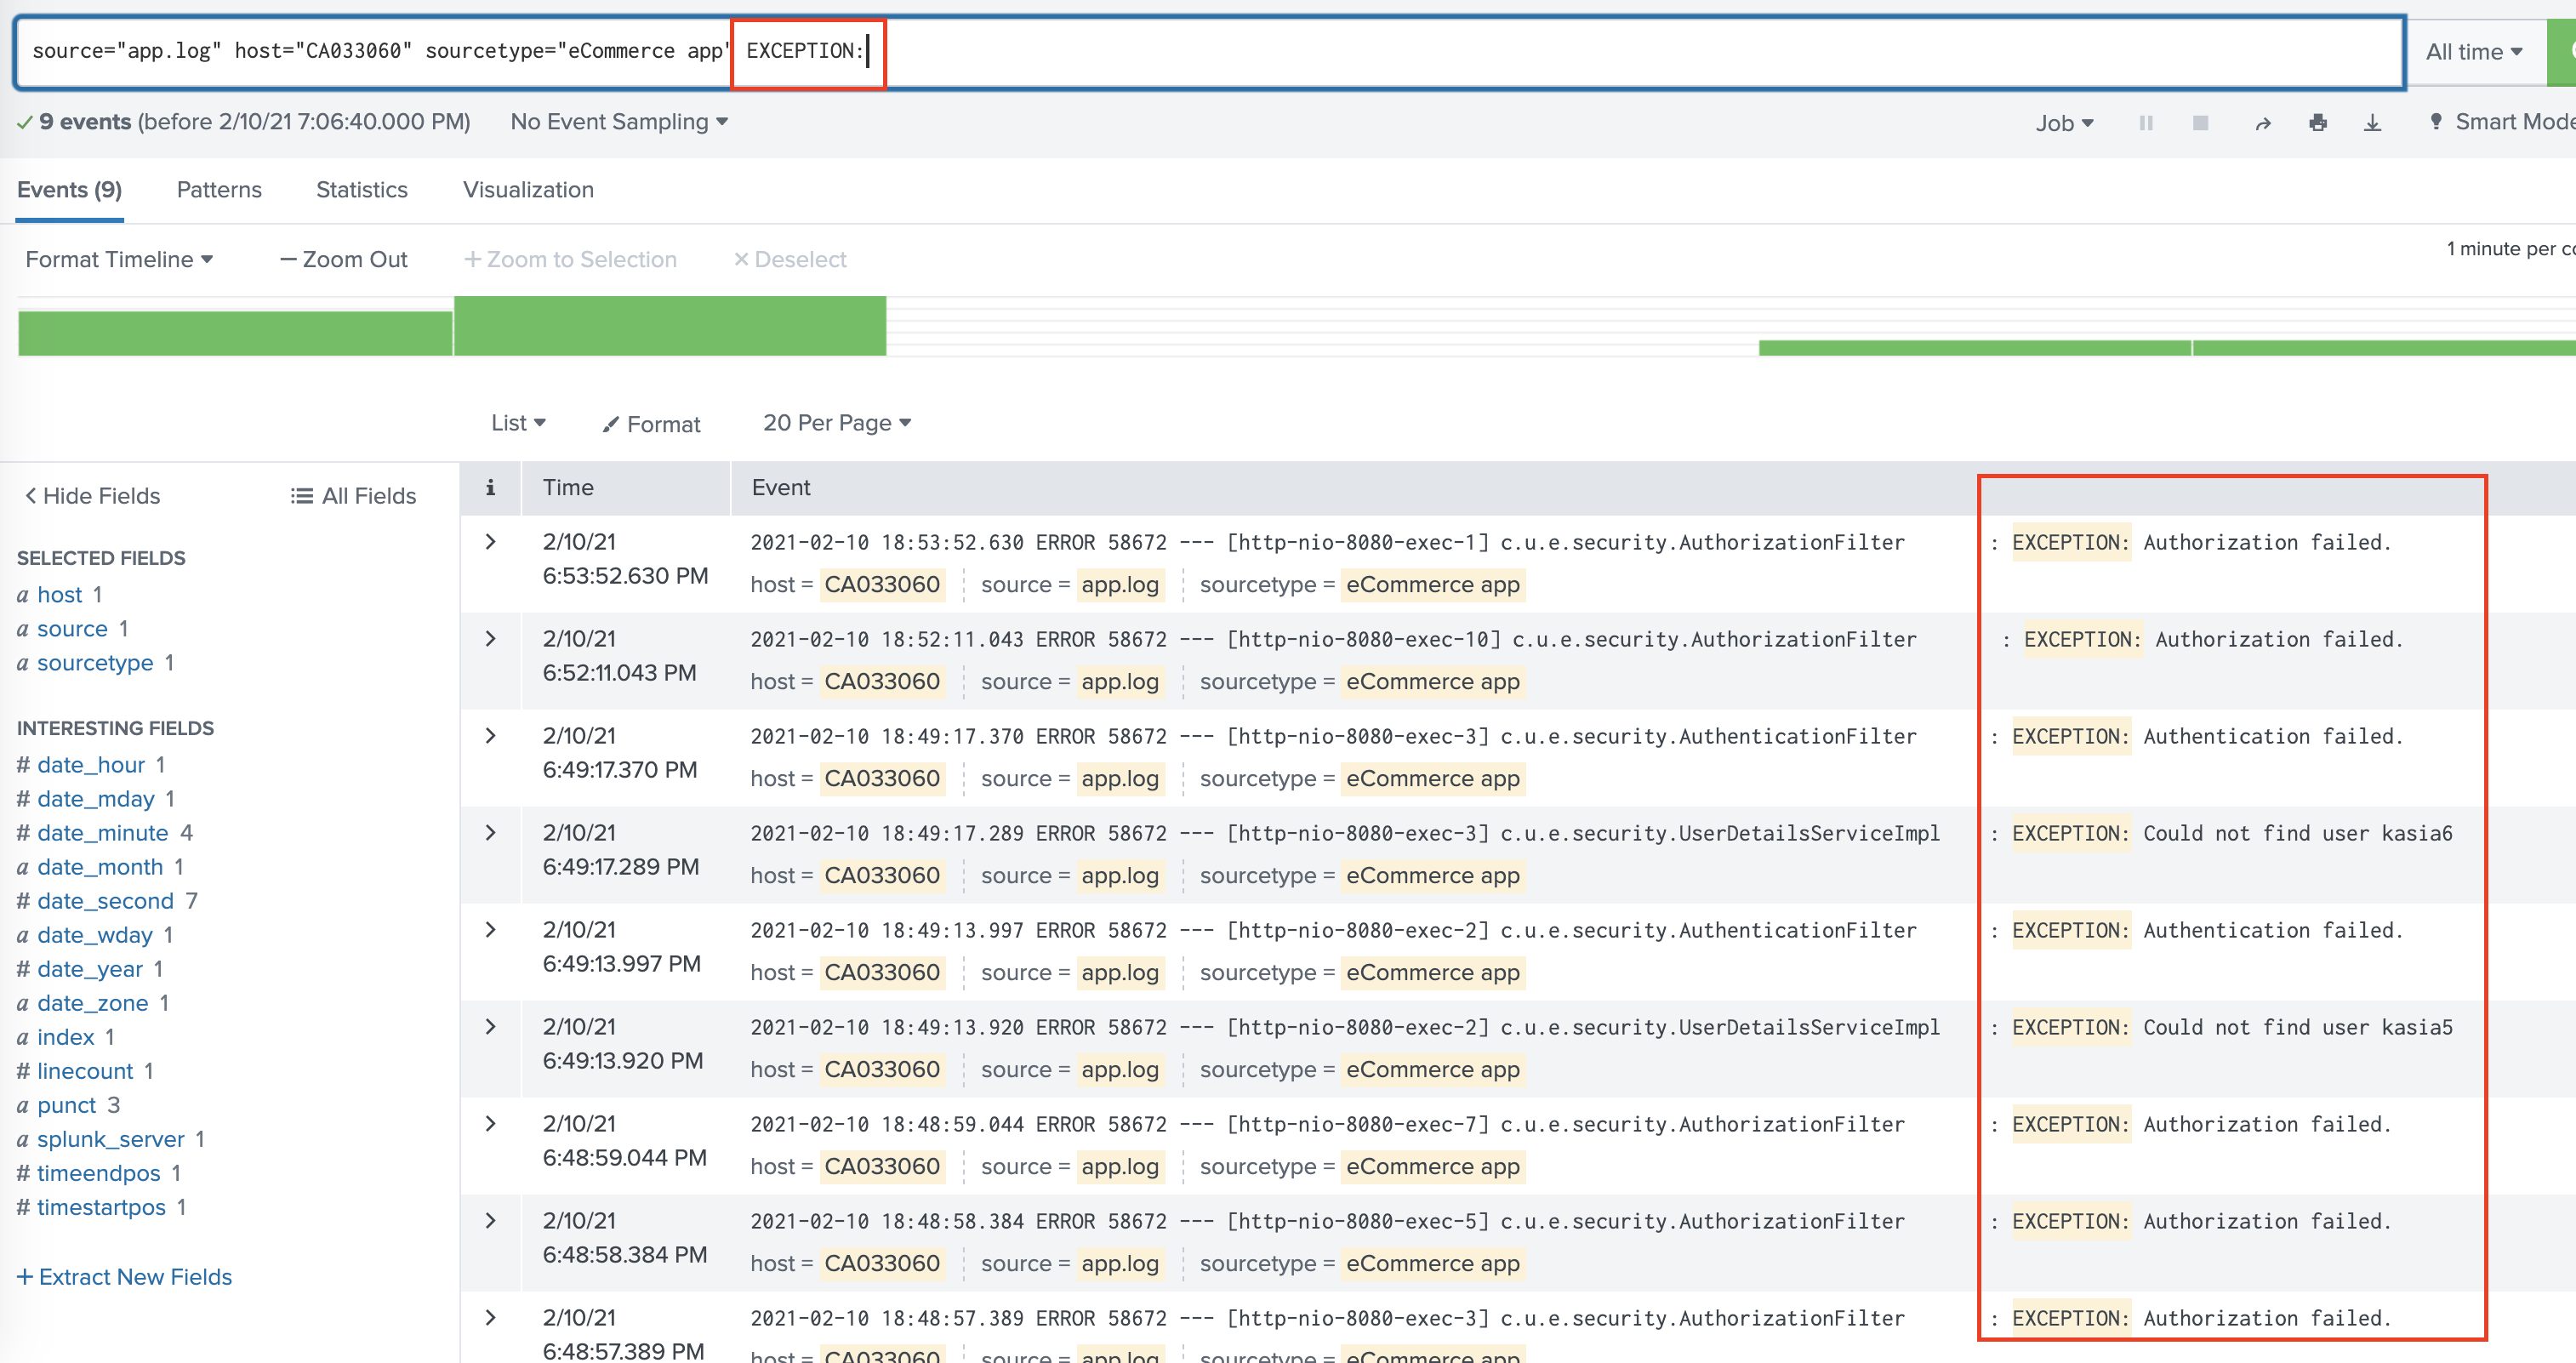 source="app.log" host="CA033060" sourcetype="eCommerce app" EXCEPTION:
All time
9 events (before 2/10/21 7:06:40.000 PM) No Event Sampling
Job Smart Mode
Events (9) Patterns Statistics Visualization
Format Timeline — Zoom Out + Zoom to Selection × Deselect
1 minute per
List Format 20 Per Page
< Hide Fields All Fields
SELECTED FIELDS
a host 1
a source 1
a sourcetype 1
INTERESTING FIELDS
# date_hour 1
# date_mday 1
# date_minute 4
a date_month 1
# date_second 7
a date_wday 1
# date_year 1
a date_zone 1
a index 1
# linecount 1
a punct 3
a splunk_server 1
# timeendpos 1
# timestartpos 1
+ Extract New Fields
i Time Event
> 2/10/21 2021-02-10 18:53:52.630 ERROR 58672 --- [http-nio-8080-exec-1] c.u.e.security.AuthorizationFilter : EXCEPTION: Authorization failed.
6:53:52.630 PM host = CA033060 source = app.log sourcetype = eCommerce app
> 2/10/21 2021-02-10 18:52:11.043 ERROR 58672 --- [http-nio-8080-exec-10] c.u.e.security.AuthorizationFilter : EXCEPTION: Authorization failed.
6:52:11.043 PM host = CA033060 source = app.log sourcetype = eCommerce app
> 2/10/21 2021-02-10 18:49:17.370 ERROR 58672 --- [http-nio-8080-exec-3] c.u.e.security.AuthenticationFilter : EXCEPTION: Authentication failed.
6:49:17.370 PM host = CA033060 source = app.log sourcetype = eCommerce app
> 2/10/21 2021-02-10 18:49:17.289 ERROR 58672 --- [http-nio-8080-exec-3] c.u.e.security.UserDetailsServiceImpl : EXCEPTION: Could not find user kasia6
6:49:17.289 PM host = CA033060 source = app.log sourcetype = eCommerce app
> 2/10/21 2021-02-10 18:49:13.997 ERROR 58672 --- [http-nio-8080-exec-2] c.u.e.security.AuthenticationFilter : EXCEPTION: Authentication failed.
6:49:13.997 PM host = CA033060 source = app.log sourcetype = eCommerce app
> 2/10/21 2021-02-10 18:49:13.920 ERROR 58672 --- [http-nio-8080-exec-2] c.u.e.security.UserDetailsServiceImpl : EXCEPTION: Could not find user kasia5
6:49:13.920 PM host = CA033060 source = app.log sourcetype = eCommerce app
> 2/10/21 2021-02-10 18:48:59.044 ERROR 58672 --- [http-nio-8080-exec-7] c.u.e.security.AuthorizationFilter : EXCEPTION: Authorization failed.
6:48:59.044 PM host = CA033060 source = app.log sourcetype = eCommerce app
> 2/10/21 2021-02-10 18:48:58.384 ERROR 58672 --- [http-nio-8080-exec-5] c.u.e.security.AuthorizationFilter : EXCEPTION: Authorization failed.
6:48:58.384 PM host = CA033060 source = app.log sourcetype = eCommerce app
> 2/10/21 2021-02-10 18:48:57.389 ERROR 58672 --- [http-nio-8080-exec-3] c.u.e.security.AuthorizationFilter : EXCEPTION: Authorization failed.
6:48:57.389 PM host = CA033060 source = app.log sourcetype = eCommerce app